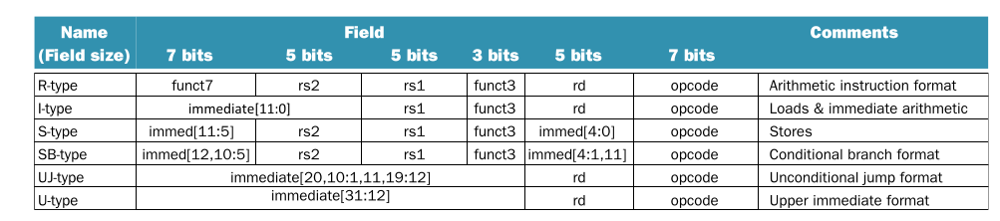 Name Field Comments
(Field size) 7 bits 5 bits 5 bits 3 bits 5 bits 7 bits
R-type funct7 rs2 rs1 funct3 rd opcode Arithmetic instruction format
I-type immediate[11:0] rs1 funct3 rd opcode Loads & immediate arithmetic
S-type immed[11:5] rs2 rs1 funct3 immed[4:0] opcode Stores
SB-type immed[12,10:5] rs2 rs1 funct3 immed[4:1,11] opcode Conditional branch format
UJ-type immediate[20,10:1,11,19:12] rd opcode Unconditional jump format
U-type immediate[31:12] rd opcode Upper immediate format